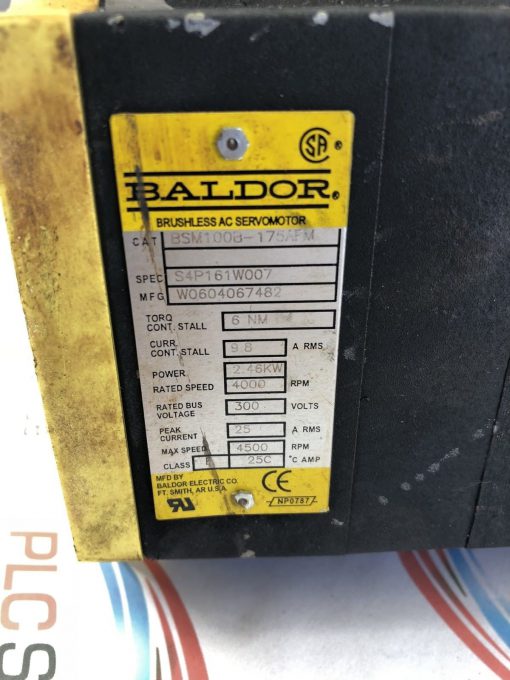 SA ®
BALDOR®
BRUSHLESS AC SERVOMOTOR
CAT BSM100B-175AFM
SPEC S4P161W007
MFG W0604067482
TORQ
CONT. STALL 6 NM
CURR.
CONT. STALL 9.8 A RMS
POWER 2.46KW
RATED SPEED 4000 RPM
RATED BUS
VOLTAGE 300 VOLTS
PEAK
CURRENT 25 A RMS
MAX SPEED 4500 RPM
CLASS 25C °C AMP
MFD BY
BALDOR ELECTRIC CO.
FT. SMITH, AR U.S.A.
CE
NP0787
PLCS